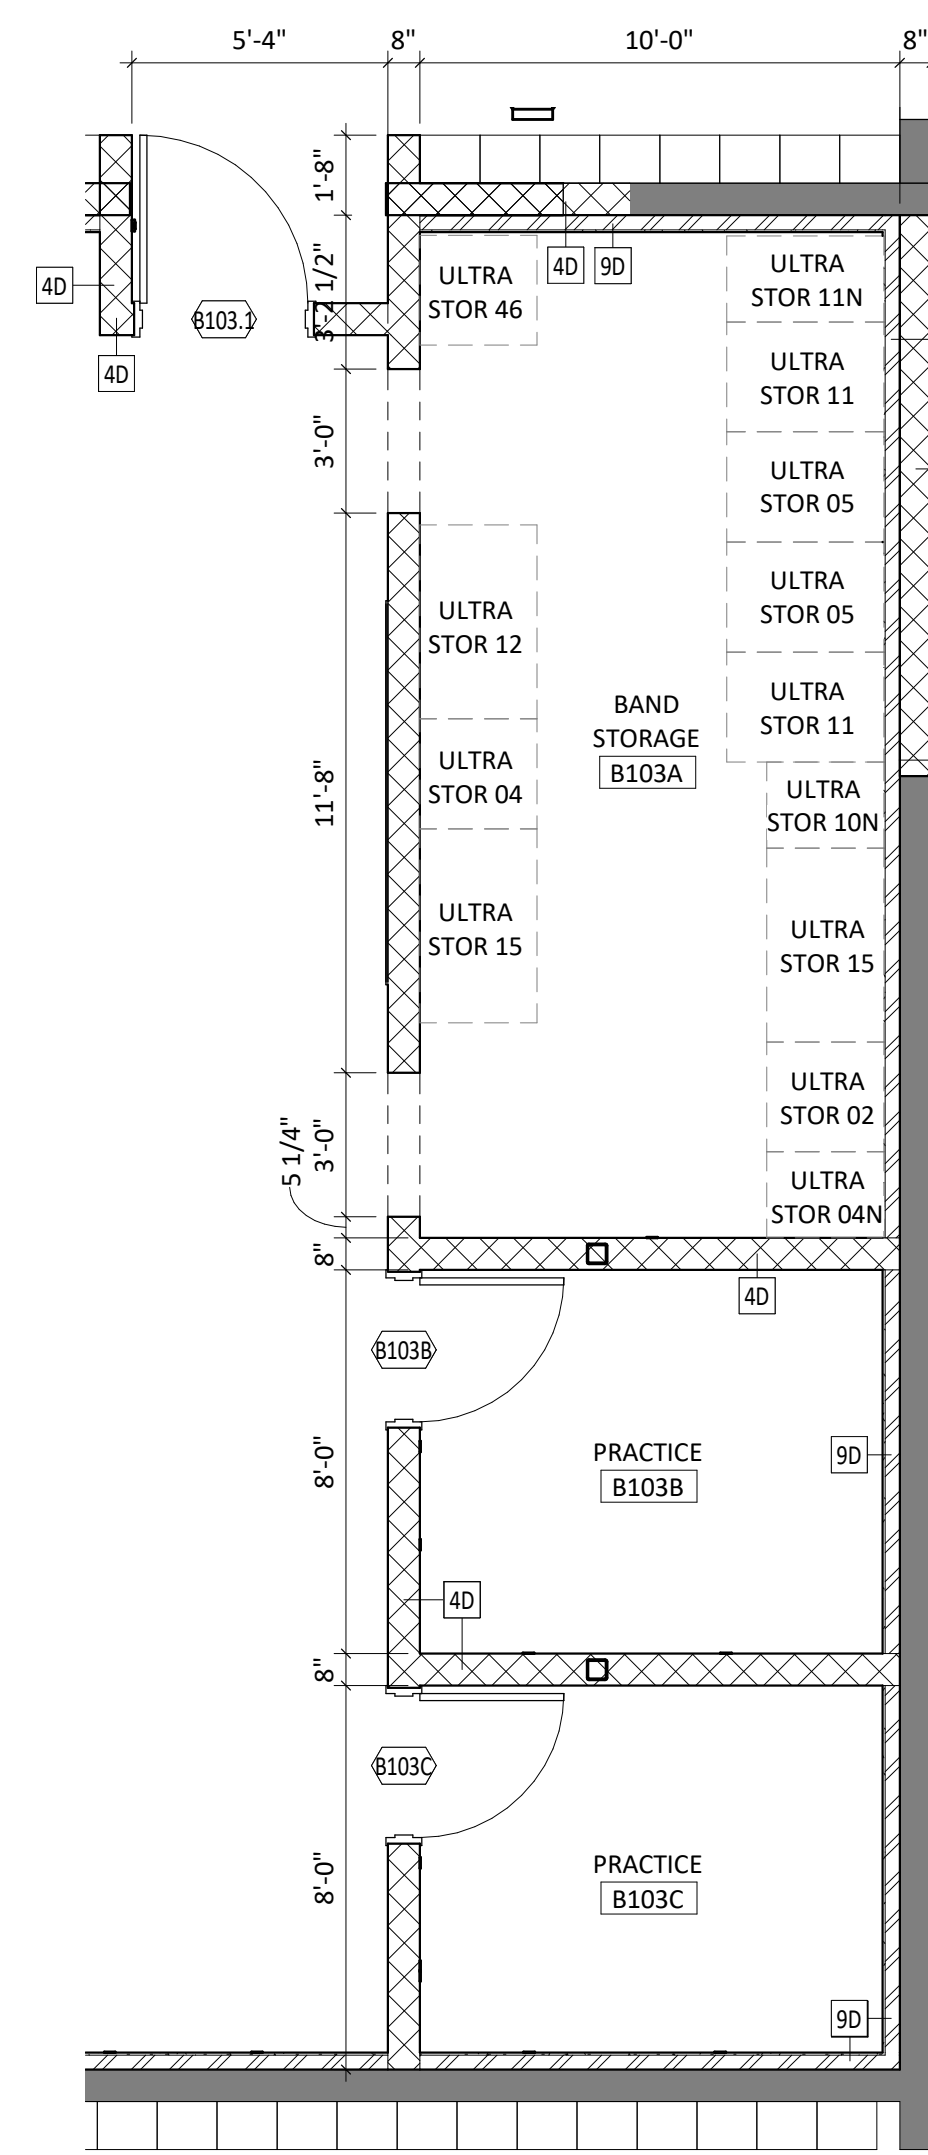 5'-4"
8"
10'-0"
8"
1'-8"
3'-2 1/2"
3'-0"
11'-8"
3'-0"
5 1/4"
8"
8'-0"
8"
8'-0"
4D
4D
B103.1
4D
9D
ULTRA
STOR 46
ULTRA
STOR 11N
ULTRA
STOR 11
ULTRA
STOR 05
ULTRA
STOR 05
ULTRA
STOR 12
ULTRA
STOR 11
BAND
STORAGE
B103A
ULTRA
STOR 04
ULTRA
STOR 10N
ULTRA
STOR 15
ULTRA
STOR 15
ULTRA
STOR 02
ULTRA
STOR 04N
4D
B103B
PRACTICE
B103B
9D
4D
B103C
PRACTICE
B103C
9D